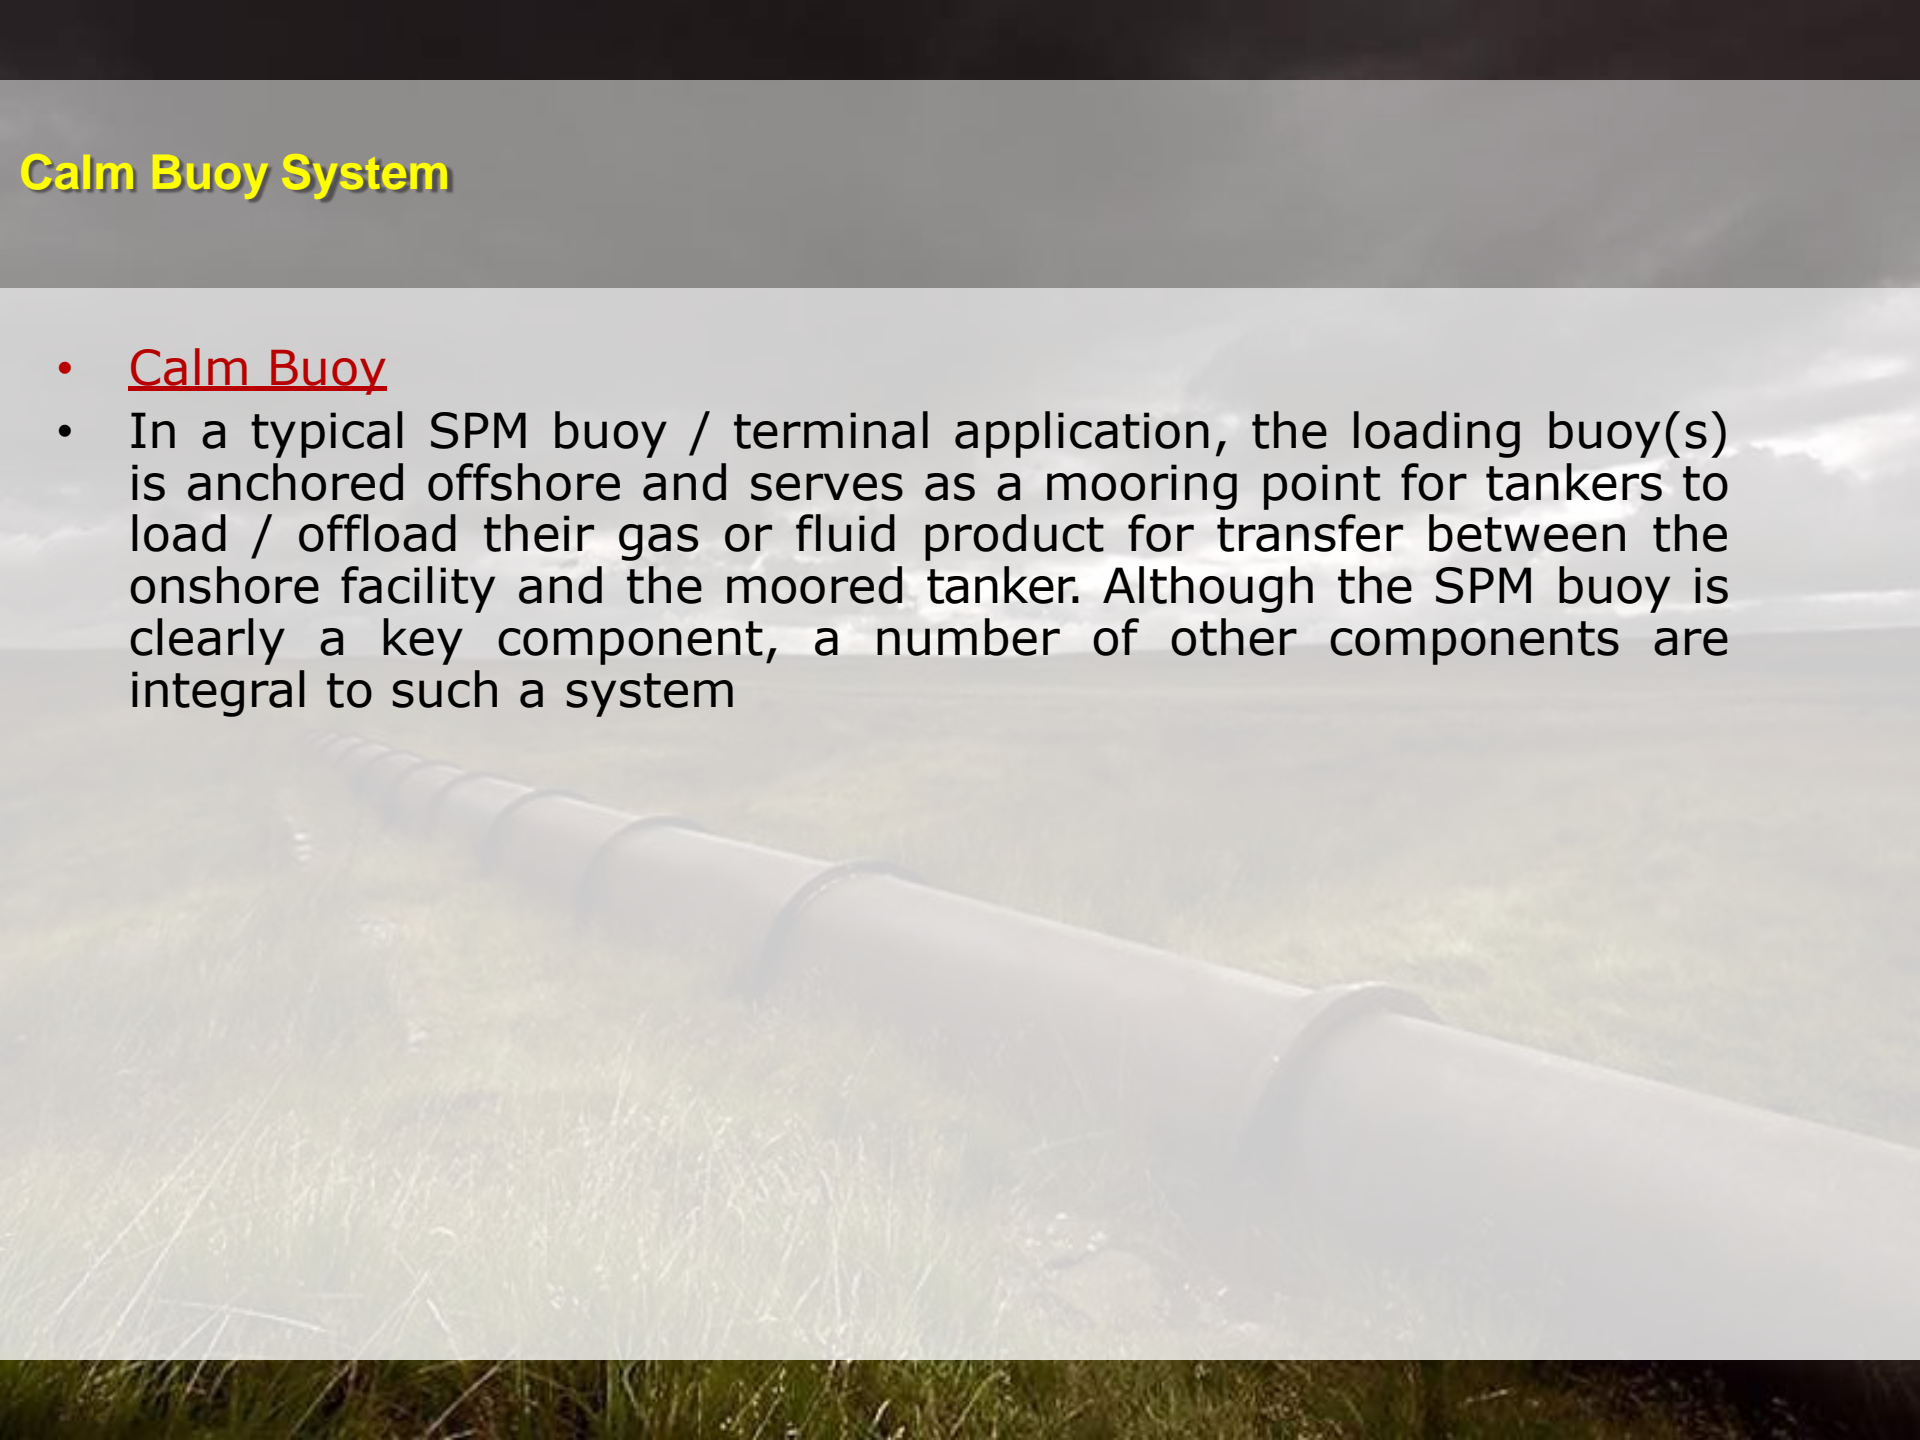 Calm Buoy System
• Calm Buoy
• In a typical SPM buoy / terminal application, the loading buoy(s)
is anchored offshore and serves as a mooring point for tankers to
load / offload their gas or fluid product for transfer between the
onshore facility and the moored tanker. Although the SPM buoy is
clearly a key component, a number of other components are
integral to such a system